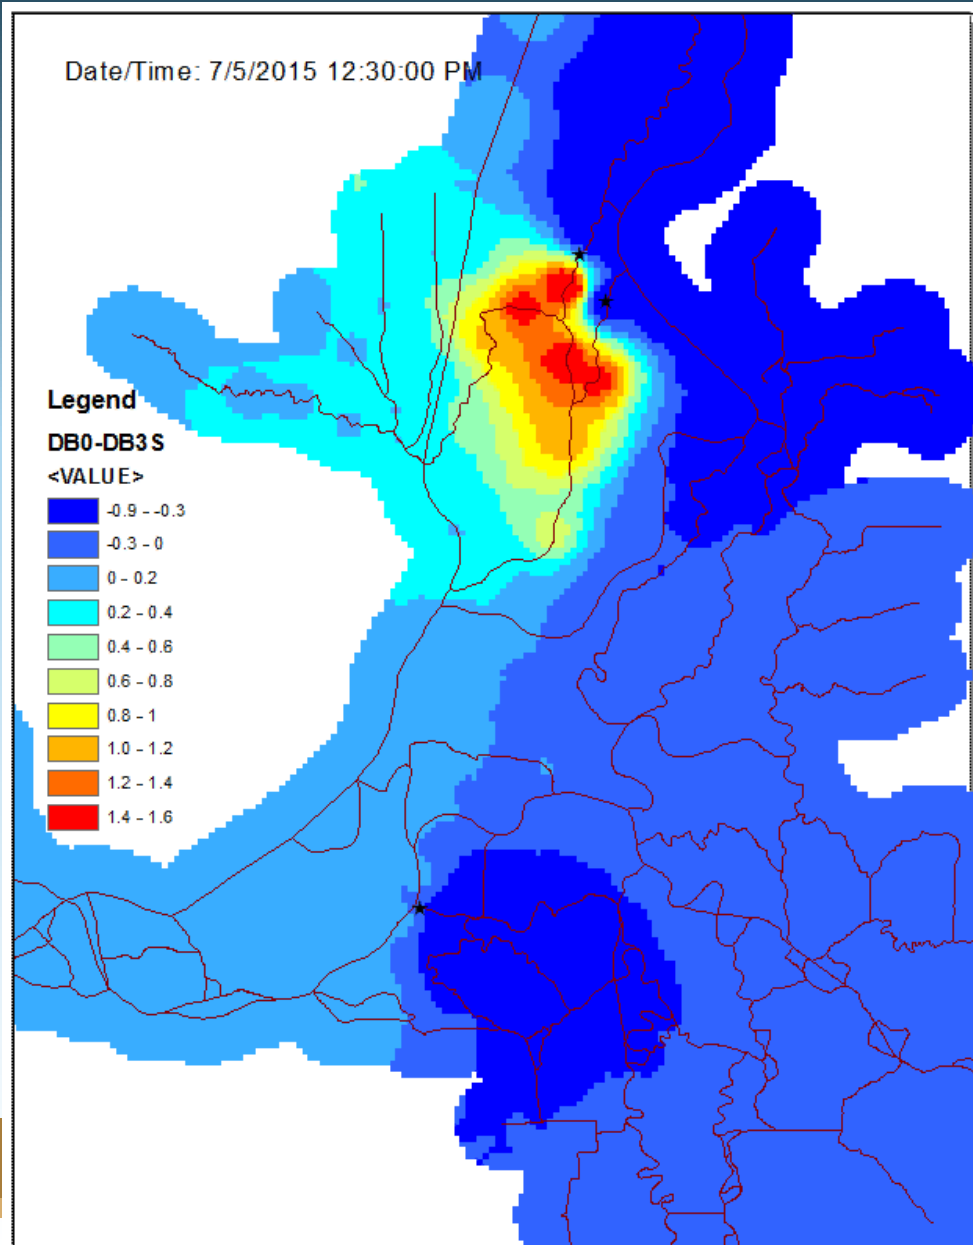 Date/Time: 7/5/2015 12:30:00 PM
Legend
DB0-DB3S
<VALUE>
-0.9 – -0.3
-0.3 – 0
0 – 0.2
0.2 – 0.4
0.4 – 0.6
0.6 – 0.8
0.8 – 1
1.0 – 1.2
1.2 – 1.4
1.4 – 1.6